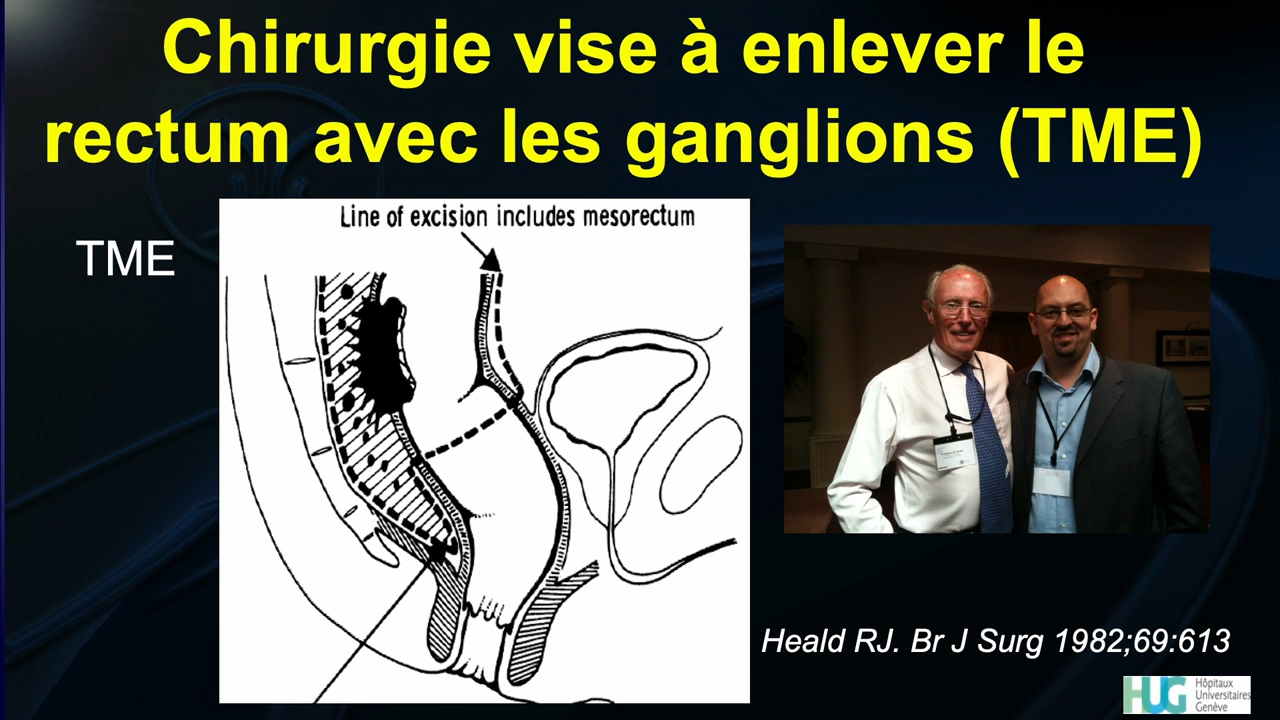 Chirurgie vise à enlever le
rectum avec les ganglions (TME)
TME
Line of excision includes mesorectum
Heald RJ. Br J Surg 1982;69:613
HUG
Hôpitaux
Universitaires
Genève